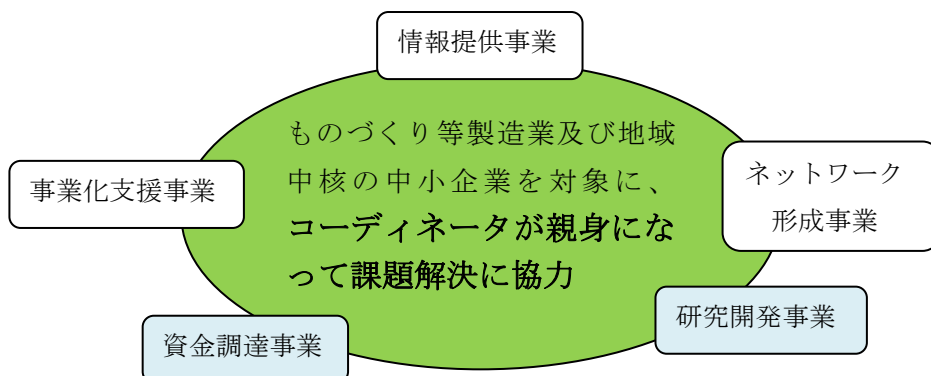 情報提供事業
ものづくり等製造業及び地域
中核の中小企業を対象に、
コーディネータが親身にな
って課題解決に協力
事業化支援事業
ネットワーク
形成事業
研究開発事業
資金調達事業